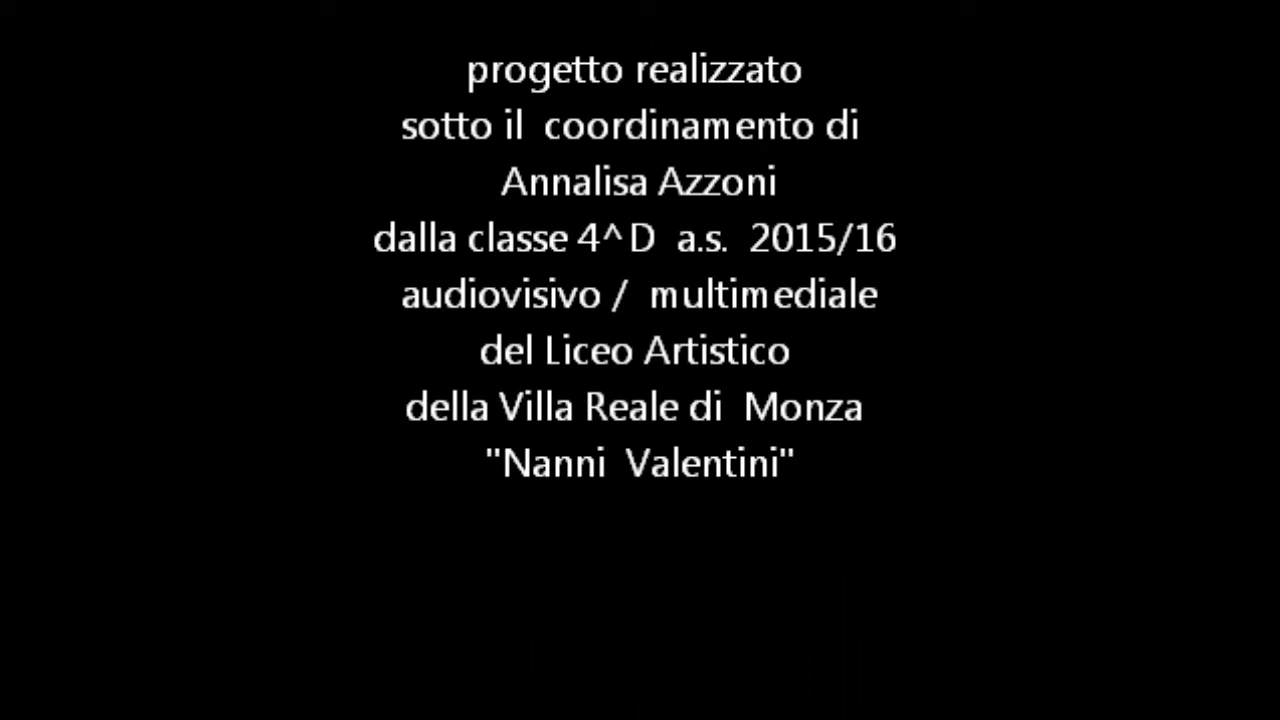 progetto realizzato
sotto il coordinamento di
Annalisa Azzoni
dalla classe 4^D a.s. 2015/16
audiovisivo / multimediale
del Liceo Artistico
della Villa Reale di Monza
"Nanni Valentini"